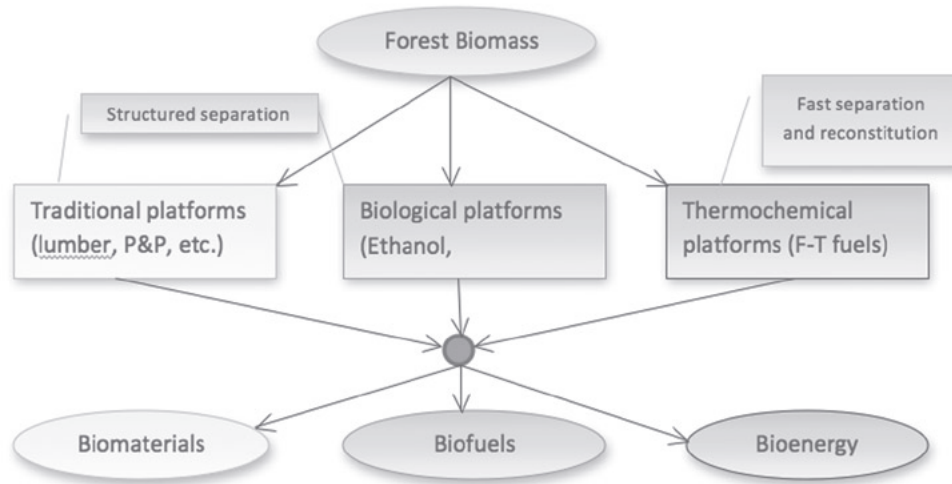 Forest Biomass
Structured separation
Fast separation
and reconstitution
Traditional platforms
(lumber, P&P, etc.)
Biological platforms
(Ethanol,
Thermochemical
platforms (F-T fuels)
Biomaterials
Biofuels
Bioenergy